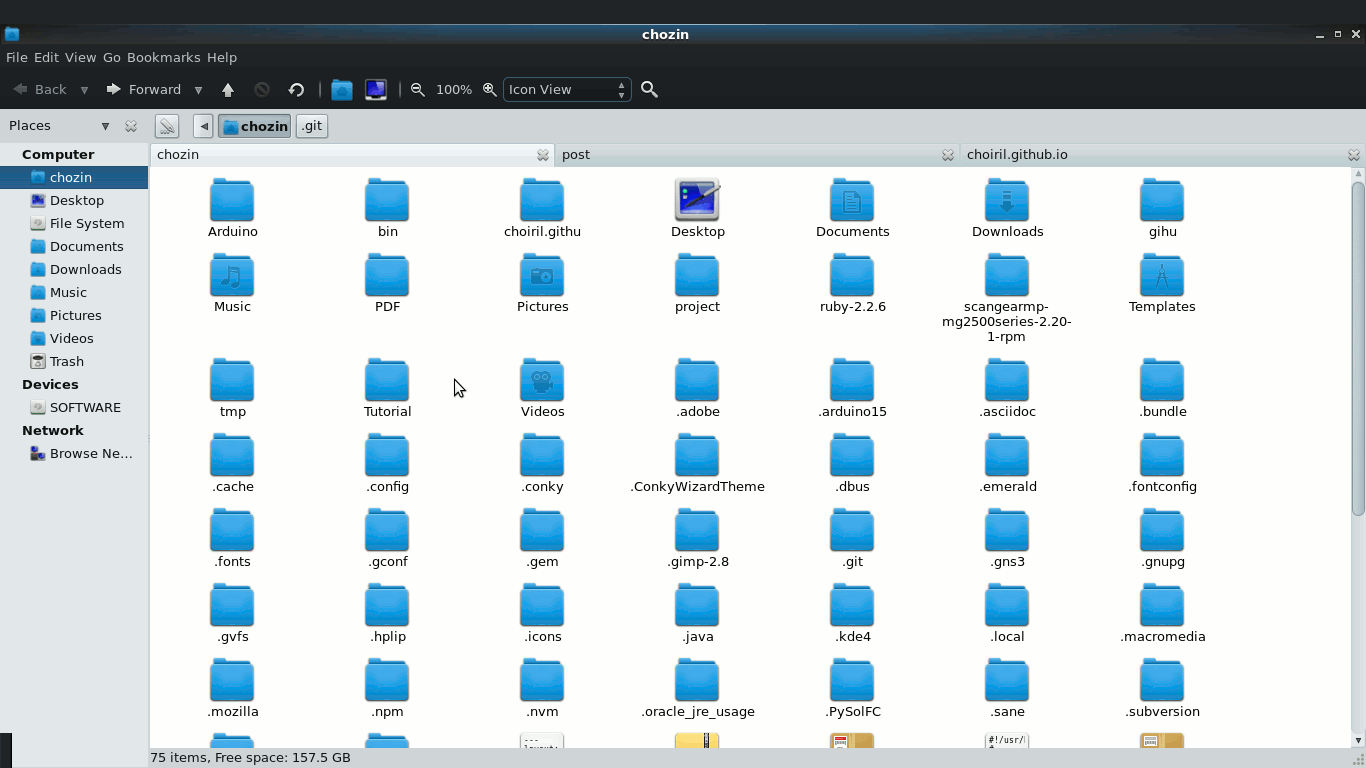 chozin
File Edit View Go Bookmarks Help
Back Forward 100% Icon View
Places chozin .git
chozin post choiril.github.io
Computer
chozin
Desktop
File System
Documents
Downloads
Music
Pictures
Videos
Trash
Devices
SOFTWARE
Network
Browse Ne...
Arduino bin choiril.githu Desktop Documents Downloads gihu
Music PDF Pictures project ruby-2.2.6 scangearmp- Templates
mg2500series-2.20-
1-rpm
tmp Tutorial Videos .adobe .arduino15 .asciidoc .bundle
.cache .config .conky .ConkyWizardTheme .dbus .emerald .fontconfig
.fonts .gconf .gem .gimp-2.8 .git .gns3 .gnupg
.gvfs .hplip .icons .java .kde4 .local .macromedia
.mozilla .npm .nvm .oracle_jre_usage .PySolFC .sane .subversion
---
#!/usr/
75 items, Free space: 157.5 GB